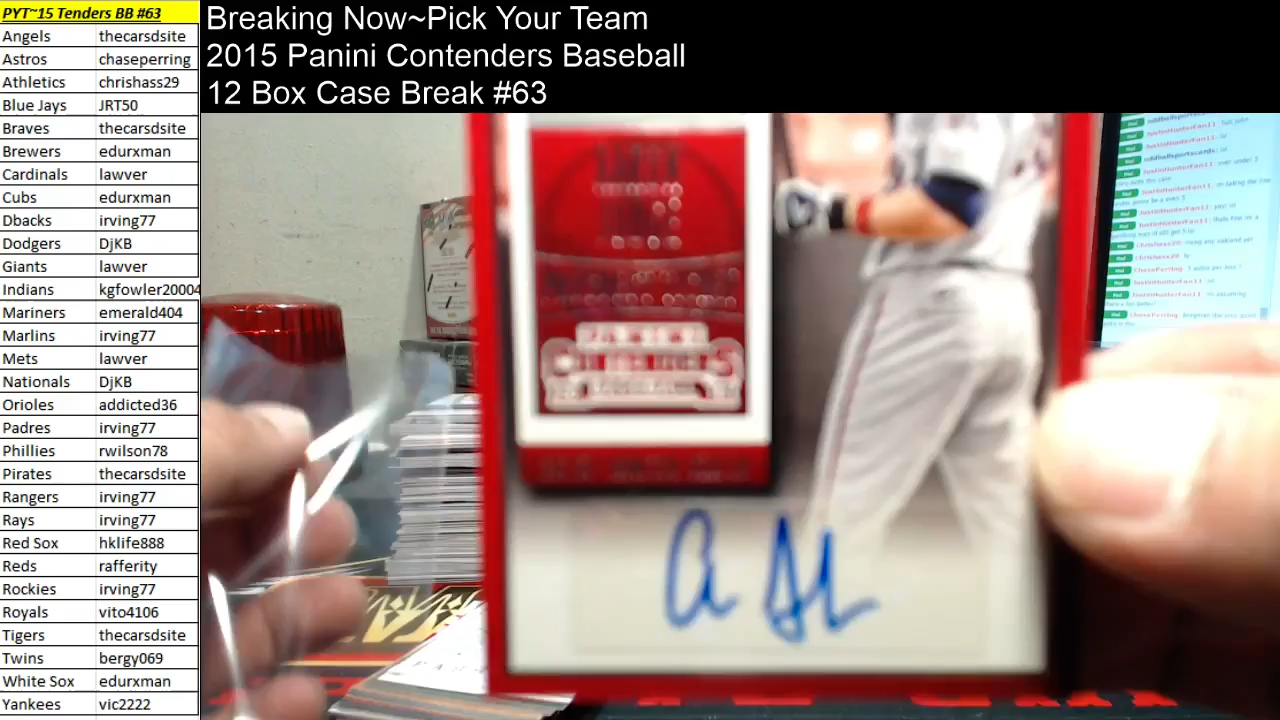 PYT~15 Tenders BB #63
Angels thecarsdsite
Astros chaseperring
Athletics chrishass29
Blue Jays JRT50
Braves thecarsdsite
Brewers edurxman
Cardinals lawver
Cubs edurxman
Dbacks irving77
Dodgers DjKB
Giants lawver
Indians kgfowler20004
Mariners emerald404
Marlins irving77
Mets lawver
Nationals DjKB
Orioles addicted36
Padres irving77
Phillies rwilson78
Pirates thecarsdsite
Rangers irving77
Rays irving77
Red Sox hklife888
Reds rafferity
Rockies irving77
Royals vito4106
Tigers thecarsdsite
Twins bergy069
White Sox edurxman
Yankees vic2222
Breaking Now~Pick Your Team
2015 Panini Contenders Baseball
12 Box Case Break #63